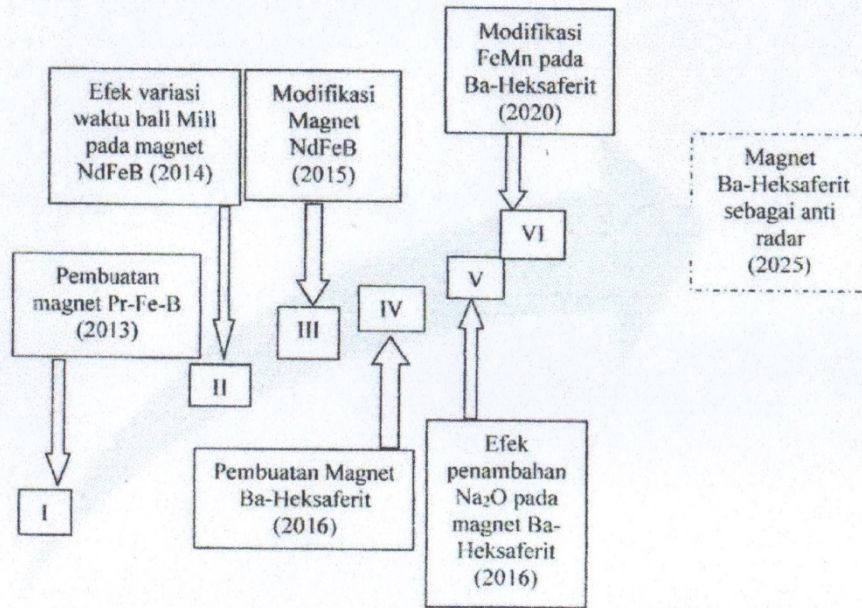 Modifikasi
FeMn pada
Ba-Heksaferit
(2020)
Efek variasi
waktu ball Mill
pada magnet
NdFeB (2014)
Modifikasi
Magnet
NdFeB
(2015)
Magnet
Ba-Heksaferit
sebagai anti
radar
(2025)
Pembuatan
magnet Pr-Fe-B
(2013)
VI
V
IV
III
II
I
Pembuatan Magnet
Ba-Heksaferit
(2016)
Efek
penambahan
Na₂O pada
magnet Ba-
Heksaferit
(2016)